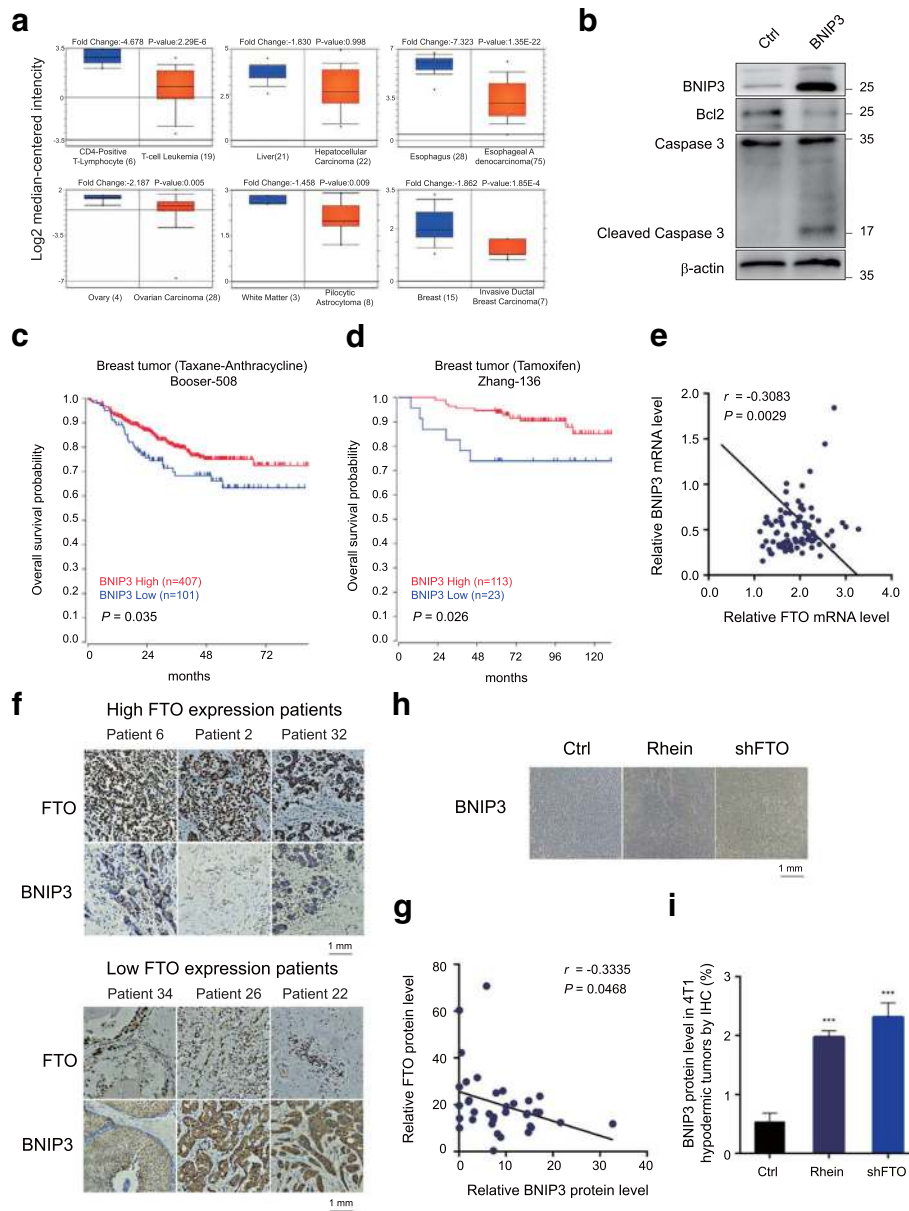 a
Fold Change:-4.678 P-value:2.29E-6
Fold Change:-1.830 P-value:0.998
Fold Change:-7.323 P-value:1.35E-22
Log2 median-centered intencity
3.5
0
-3.5
5
2.5
0
7
3.5
0
CD4-Positive
T-Lymphocyte (6)
T-cell Leukemia (19)
Liver(21)
Hepatocellular
Carcinoma (22)
Esophagus (28)
Esophageal A
denocarcinoma(75)
Fold Change:-2.187 P-value:0.005
Fold Change:-1.458 P-value:0.009
Fold Change:-1.862 P-value:1.85E-4
2
-3.5
-7
3
1.5
0
3.5
2
0
Ovary (4)
Ovarian Carcinoma (28)
White Matter (3)
Pilocytic
Astrocytoma (8)
Breast (15)
Invasive Ductal
Breast Carcinoma(7)
b
Ctrl
BNIP3
BNIP3
25
Bcl2
25
Caspase 3
35
Cleaved Caspase 3
17
β-actin
35
c
Breast tumor (Taxane-Anthracycline)
Booser-508
Overall survival probability
1.0
0.9
0.8
0.7
0.6
0.5
0.4
0.3
0.2
0.1
0.0
BNIP3 High (n=407)
BNIP3 Low (n=101)
P = 0.035
0 24 48 72
months
d
Breast tumor (Tamoxifen)
Zhang-136
Overall survival probability
1.0
0.9
0.8
0.7
0.6
0.5
0.4
0.3
0.2
0.1
0.0
BNIP3 High (n=113)
BNIP3 Low (n=23)
P = 0.026
0 24 48 72 96 120
months
e
r = -0.3083
P = 0.0029
Relative BNIP3 mRNA level
2.0
1.5
1.0
0.5
0.0
0.0 1.0 2.0 3.0 4.0
Relative FTO mRNA level
f
High FTO expression patients
Patient 6 Patient 2 Patient 32
FTO
BNIP3
1 mm
Low FTO expression patients
Patient 34 Patient 26 Patient 22
FTO
BNIP3
1 mm
h
Ctrl Rhein shFTO
BNIP3
1 mm
g
r = -0.3335
P = 0.0468
Relative FTO protein level
80
60
40
20
0
0 10 20 30 40
Relative BNIP3 protein level
i
BNIP3 protein level in 4T1
hypodermic tumors by IHC (%)
3
2
1
0
***
***
Ctrl Rhein shFTO